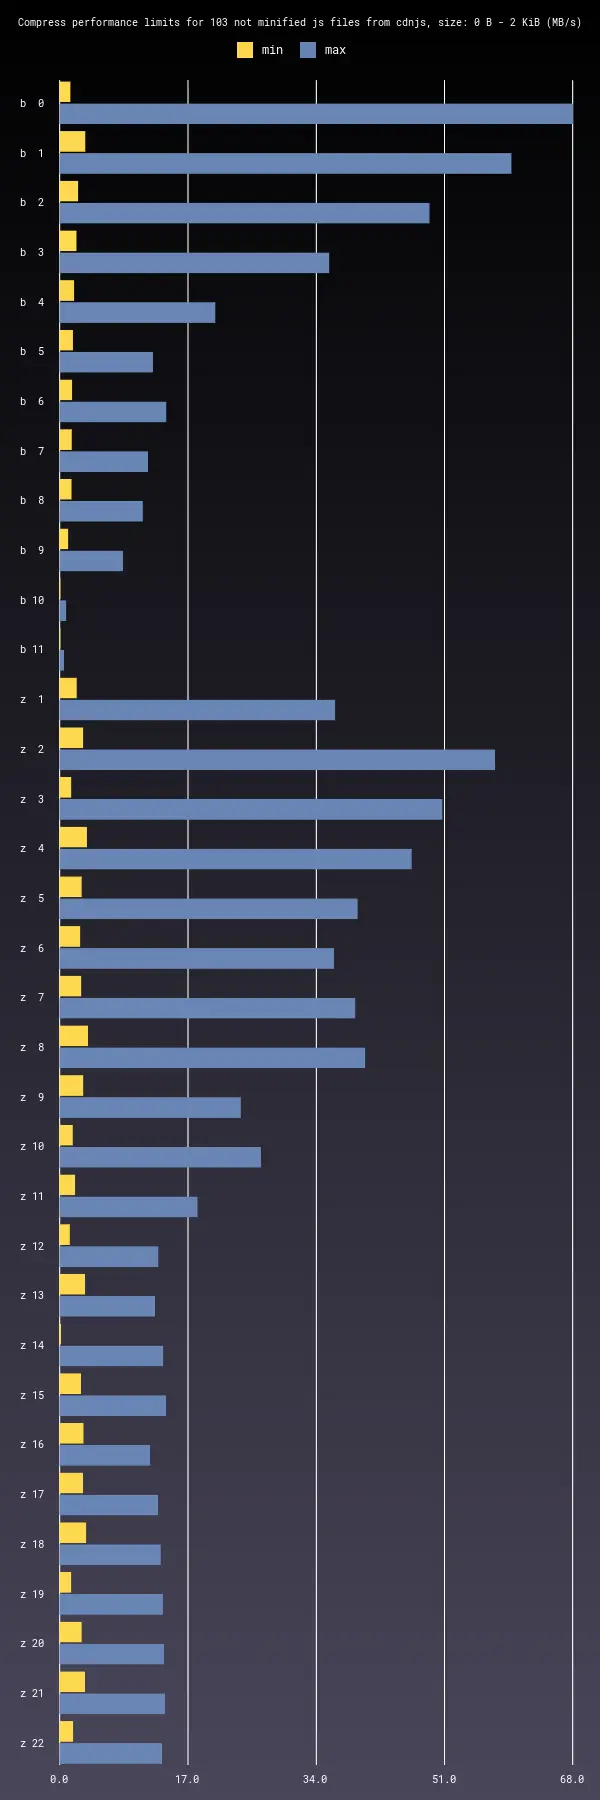 Compress performance limits for 103 not minified js files from cdnjs, size: 0 B - 2 KiB (MB/s)
min max
b 0
b 1
b 2
b 3
b 4
b 5
b 6
b 7
b 8
b 9
b 10
b 11
z 1
z 2
z 3
z 4
z 5
z 6
z 7
z 8
z 9
z 10
z 11
z 12
z 13
z 14
z 15
z 16
z 17
z 18
z 19
z 20
z 21
z 22
0.0 17.0 34.0 51.0 68.0